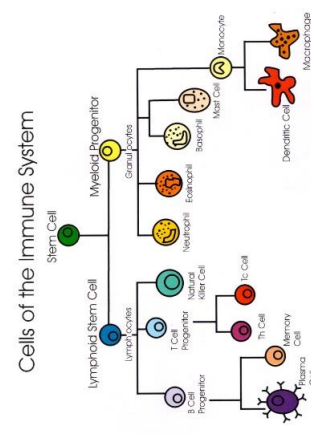 Cells of the Immune System
Stem Cell
Lymphoid Stem Cell
Myeloid Progenitor
Lymphocytes
Granulocytes
B Cell
Progenitor
T Cell
Progenitor
Natural
Killer Cell
Neutrophil
Eosinophil
Basophil
Mast Cell
Monocyte
Plasma
Memory
Cell
Th Cell
Tc Cell
Dendritic Cell
Macrophage